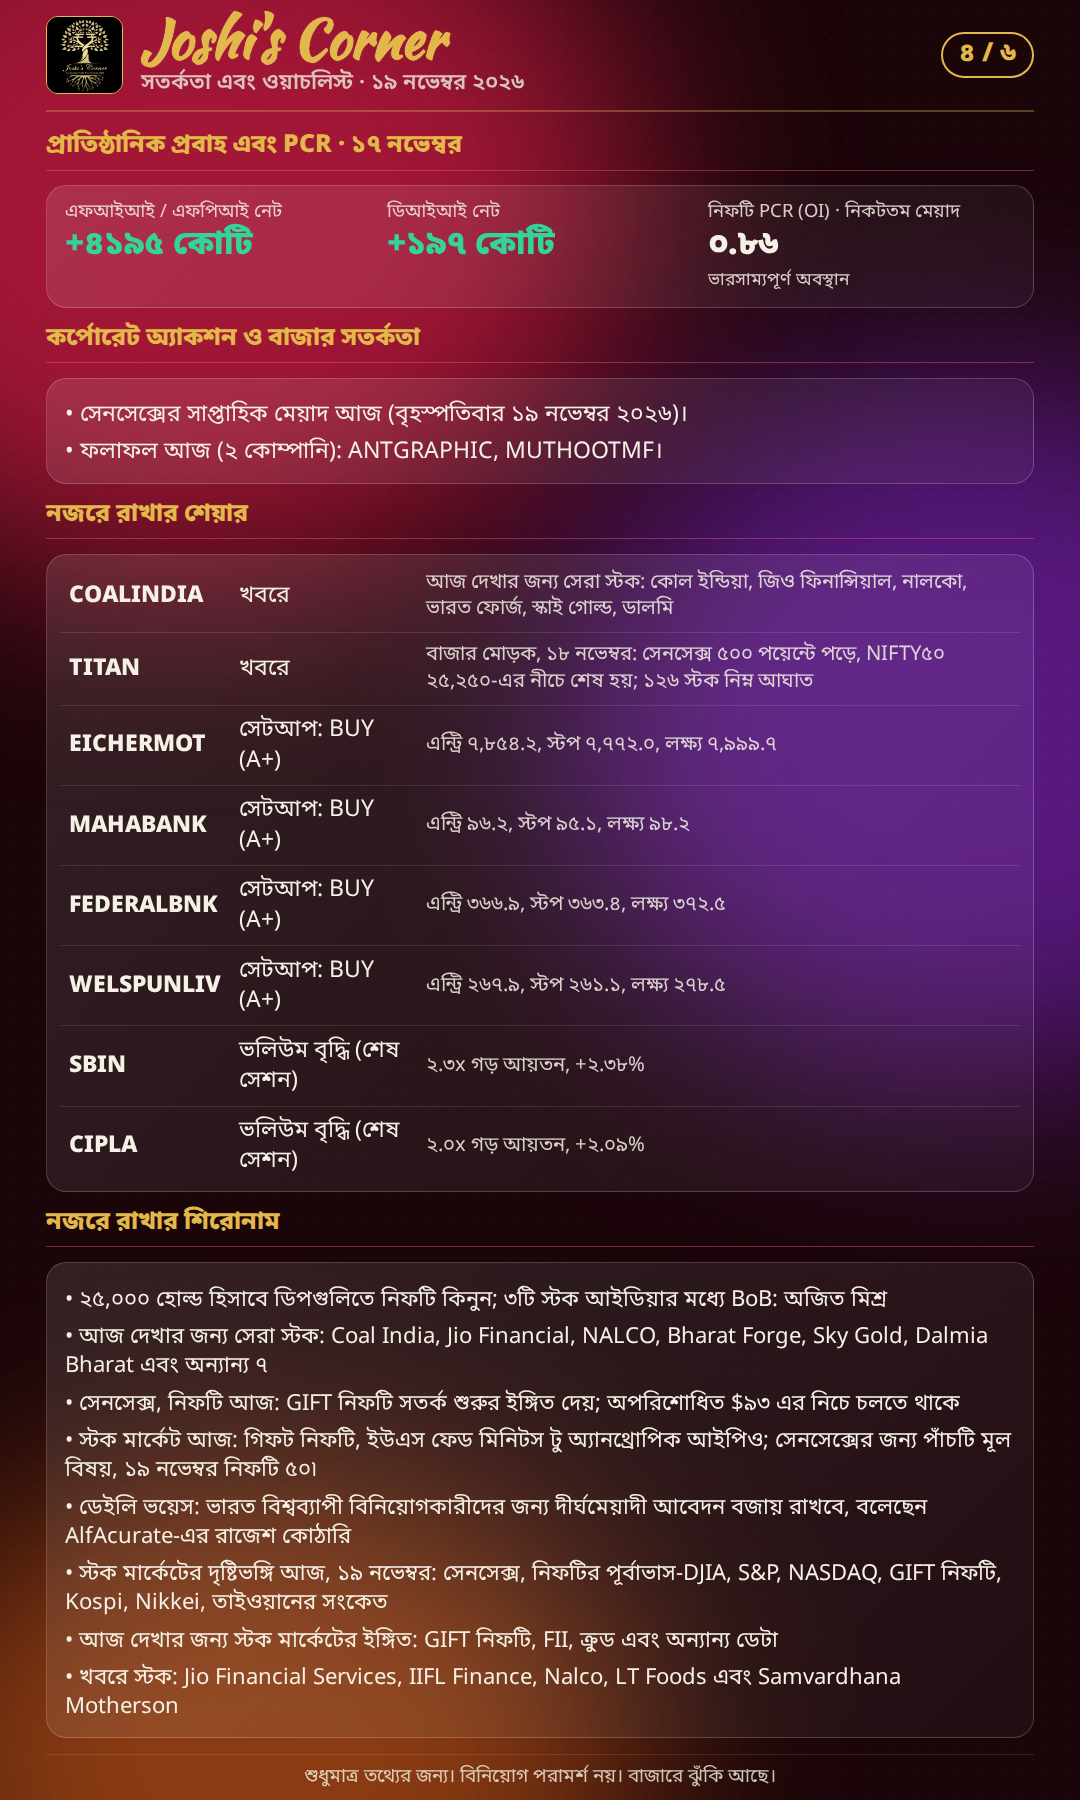 Joshi's Corner
Joshi's Corner
সতর্কতা এবং ওয়াচলিস্ট · ১৯ নভেম্বর ২০২৬
৪ / ৬
প্রাতিষ্ঠানিক প্রবাহ এবং PCR · ১৭ নভেম্বর
এফআইআই / এফপিআই নেট
+৪১৯৫ কোটি
ডিআইআই নেট
+১৯৭ কোটি
নিফটি PCR (OI) · নিকটতম মেয়াদ
০.৮৬
ভারসাম্যপূর্ণ অবস্থান
কর্পোরেট অ্যাকশন ও বাজার সতর্কতা
• সেনসেক্সের সাপ্তাহিক মেয়াদ আজ (বৃহস্পতিবার ১৯ নভেম্বর ২০২৬)।
• ফলাফল আজ (২ কোম্পানি): ANTGRAPHIC, MUTHOOTMF।
নজরে রাখার শেয়ার
COALINDIA
খবরে
আজ দেখার জন্য সেরা স্টক: কোল ইন্ডিয়া, জিও ফিনান্সিয়াল, নালকো,
ভারত ফোর্জ, স্কাই গোল্ড, ডালমি
TITAN
খবরে
বাজার মোড়ক, ১৮ নভেম্বর: সেনসেক্স ৫০০ পয়েন্টে পড়ে, NIFTY৫০
২৫,২৫০-এর নীচে শেষ হয়; ১২৬ স্টক নিম্ন আঘাত
EICHERMOT
সেটআপ: BUY
(A+)
এন্ট্রি ৭,৮৫৪.২, স্টপ ৭,৭৭২.০, লক্ষ্য ৭,৯৯৯.৭
MAHABANK
সেটআপ: BUY
(A+)
এন্ট্রি ৯৬.২, স্টপ ৯৫.১, লক্ষ্য ৯৮.২
FEDERALBNK
সেটআপ: BUY
(A+)
এন্ট্রি ৩৬৬.৯, স্টপ ৩৬৩.৪, লক্ষ্য ৩৭২.৫
WELSPUNLIV
সেটআপ: BUY
(A+)
এন্ট্রি ২৬৭.৯, স্টপ ২৬১.১, লক্ষ্য ২৭৮.৫
SBIN
ভলিউম বৃদ্ধি (শেষ
সেশন)
২.৩x গড় আয়তন, +২.৩৮%
CIPLA
ভলিউম বৃদ্ধি (শেষ
সেশন)
২.০x গড় আয়তন, +২.০৯%
নজরে রাখার শিরোনাম
• ২৫,০০০ হোল্ড হিসাবে ডিপগুলিতে নিফটি কিনুন; ৩টি স্টক আইডিয়ার মধ্যে BoB: অজিত মিশ্র
• আজ দেখার জন্য সেরা স্টক: Coal India, Jio Financial, NALCO, Bharat Forge, Sky Gold, Dalmia
Bharat এবং অন্যান্য ৭
• সেনসেক্স, নিফটি আজ: GIFT নিফটি সতর্ক শুরুর ইঙ্গিত দেয়; অপরিশোধিত $৯৩ এর নিচে চলতে থাকে
• স্টক মার্কেট আজ: গিফট নিফটি, ইউএস ফেড মিনিটস টু অ্যানথ্রোপিক আইপিও; সেনসেক্সের জন্য পাঁচটি মূল
বিষয়, ১৯ নভেম্বর নিফটি ৫০৷
• ডেইলি ভয়েস: ভারত বিশ্বব্যাপী বিনিয়োগকারীদের জন্য দীর্ঘমেয়াদী আবেদন বজায় রাখবে, বলেছেন
AlfAcurate-এর রাজেশ কোঠারি
• স্টক মার্কেটের দৃষ্টিভঙ্গি আজ, ১৯ নভেম্বর: সেনসেক্স, নিফটির পূর্বাভাস-DJIA, S&P, NASDAQ, GIFT নিফটি,
Kospi, Nikkei, তাইওয়ানের সংকেত
• আজ দেখার জন্য স্টক মার্কেটের ইঙ্গিত: GIFT নিফটি, FII, ক্রুড এবং অন্যান্য ডেটা
• খবরে স্টক: Jio Financial Services, IIFL Finance, Nalco, LT Foods এবং Samvardhana
Motherson
শুধুমাত্র তথ্যের জন্য। বিনিয়োগ পরামর্শ নয়। বাজারে ঝুঁকি আছে।